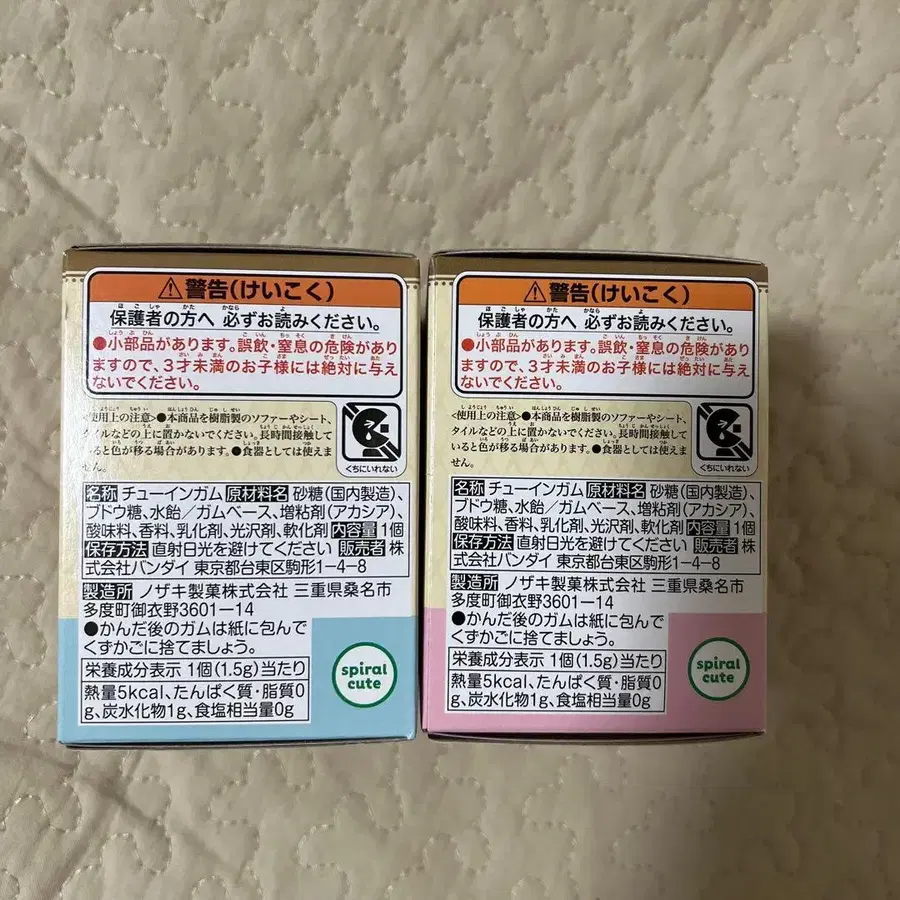 ⚠警告(けいこく)
保護者の方へ 必ずお読みください。
●小部品があります。誤飲・窒息の危険があり
ますので、3才未満のお子様には絶対に与え
ないでください。
<使用上の注意>●本商品を樹脂製のソファーやシート、
タイルなどの上に置かないでください。長時間接触して
いると色が移る場合があります。●食器としては使えま
せん。
くちにいれない
名称 チューインガム 原材料名 砂糖(国内製造)、
ブドウ糖、水飴/ガムベース、増粘剤(アカシア)、
酸味料、香料、乳化剤、光沢剤、軟化剤 内容量 1個
保存方法 直射日光を避けてください 販売者 株
式会社バンダイ 東京都台東区駒形1-4-8
製造所 ノザキ製菓株式会社 三重県桑名市
多度町御衣野3601-14
●かんだ後のガムは紙に包んで
くずかごに捨てましょう。
栄養成分表示 1個(1.5g)当たり
熱量5kcal、たんぱく質・脂質0
g、炭水化物1g、食塩相当量0g
spiral
cute
⚠警告(けいこく)
保護者の方へ 必ずお読みください。
●小部品があります。誤飲・窒息の危険があり
ますので、3才未満のお子様には絶対に与え
ないでください。
<使用上の注意>●本商品を樹脂製のソファーやシート、
タイルなどの上に置かないでください。長時間接触して
いると色が移る場合があります。●食器としては使えま
せん。
くちにいれない
名称 チューインガム 原材料名 砂糖(国内製造)、
ブドウ糖、水飴/ガムベース、増粘剤(アカシア)、
酸味料、香料、乳化剤、光沢剤、軟化剤 内容量 1個
保存方法 直射日光を避けてください 販売者 株
式会社バンダイ 東京都台東区駒形1-4-8
製造所 ノザキ製菓株式会社 三重県桑名市
多度町御衣野3601-14
●かんだ後のガムは紙に包んで
くずかごに捨てましょう。
栄養成分表示 1個(1.5g)当たり
熱量5kcal、たんぱく質・脂質0
g、炭水化物1g、食塩相当量0g
spiral
cute